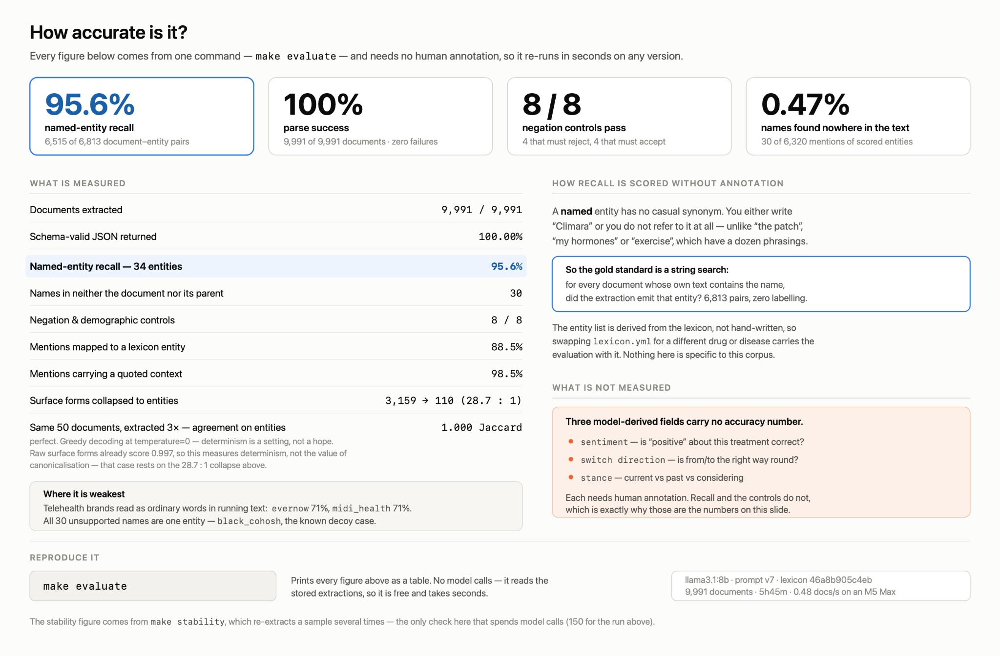 How accurate is it?
Every figure below comes from one command — make evaluate — and needs no human annotation, so it re-runs in seconds on any version.
95.6%
named-entity recall
6,515 of 6,813 document–entity pairs
100%
parse success
9,991 of 9,991 documents · zero failures
8 / 8
negation controls pass
4 that must reject, 4 that must accept
0.47%
names found nowhere in the text
30 of 6,320 mentions of scored entities
WHAT IS MEASURED
Documents extracted 9,991 / 9,991
Schema-valid JSON returned 100.00%
Named-entity recall — 34 entities 95.6%
Names in neither the document nor its parent 30
Negation & demographic controls 8 / 8
Mentions mapped to a lexicon entity 88.5%
Mentions carrying a quoted context 98.5%
Surface forms collapsed to entities 3,159 → 110 (28.7 : 1)
Same 50 documents, extracted 3× — agreement on entities 1.000 Jaccard
perfect. Greedy decoding at temperature=0 — determinism is a setting, not a hope.
Raw surface forms already score 0.997, so this measures determinism, not the value of
canonicalisation — that case rests on the 28.7 : 1 collapse above.
Where it is weakest
Telehealth brands read as ordinary words in running text: evernow 71%, midi_health 71%.
All 30 unsupported names are one entity — black_cohosh, the known decoy case.
HOW RECALL IS SCORED WITHOUT ANNOTATION
A named entity has no casual synonym. You either write
“Climara” or you do not refer to it at all — unlike “the patch”,
“my hormones” or “exercise”, which have a dozen phrasings.
So the gold standard is a string search:
for every document whose own text contains the name,
did the extraction emit that entity? 6,813 pairs, zero labelling.
The entity list is derived from the lexicon, not hand-written, so
swapping lexicon.yml for a different drug or disease carries the
evaluation with it. Nothing here is specific to this corpus.
WHAT IS NOT MEASURED
Three model-derived fields carry no accuracy number.
• sentiment — is “positive” about this treatment correct?
• switch direction — is from/to the right way round?
• stance — current vs past vs considering
Each needs human annotation. Recall and the controls do not,
which is exactly why those are the numbers on this slide.
REPRODUCE IT
make evaluate
Prints every figure above as a table. No model calls — it reads the
stored extractions, so it is free and takes seconds.
llama3.1:8b · prompt v7 · lexicon 46a8b905c4eb
9,991 documents · 5h45m · 0.48 docs/s on an M5 Max
The stability figure comes from make stability, which re-extracts a sample several times — the only check here that spends model calls (150 for the run above).